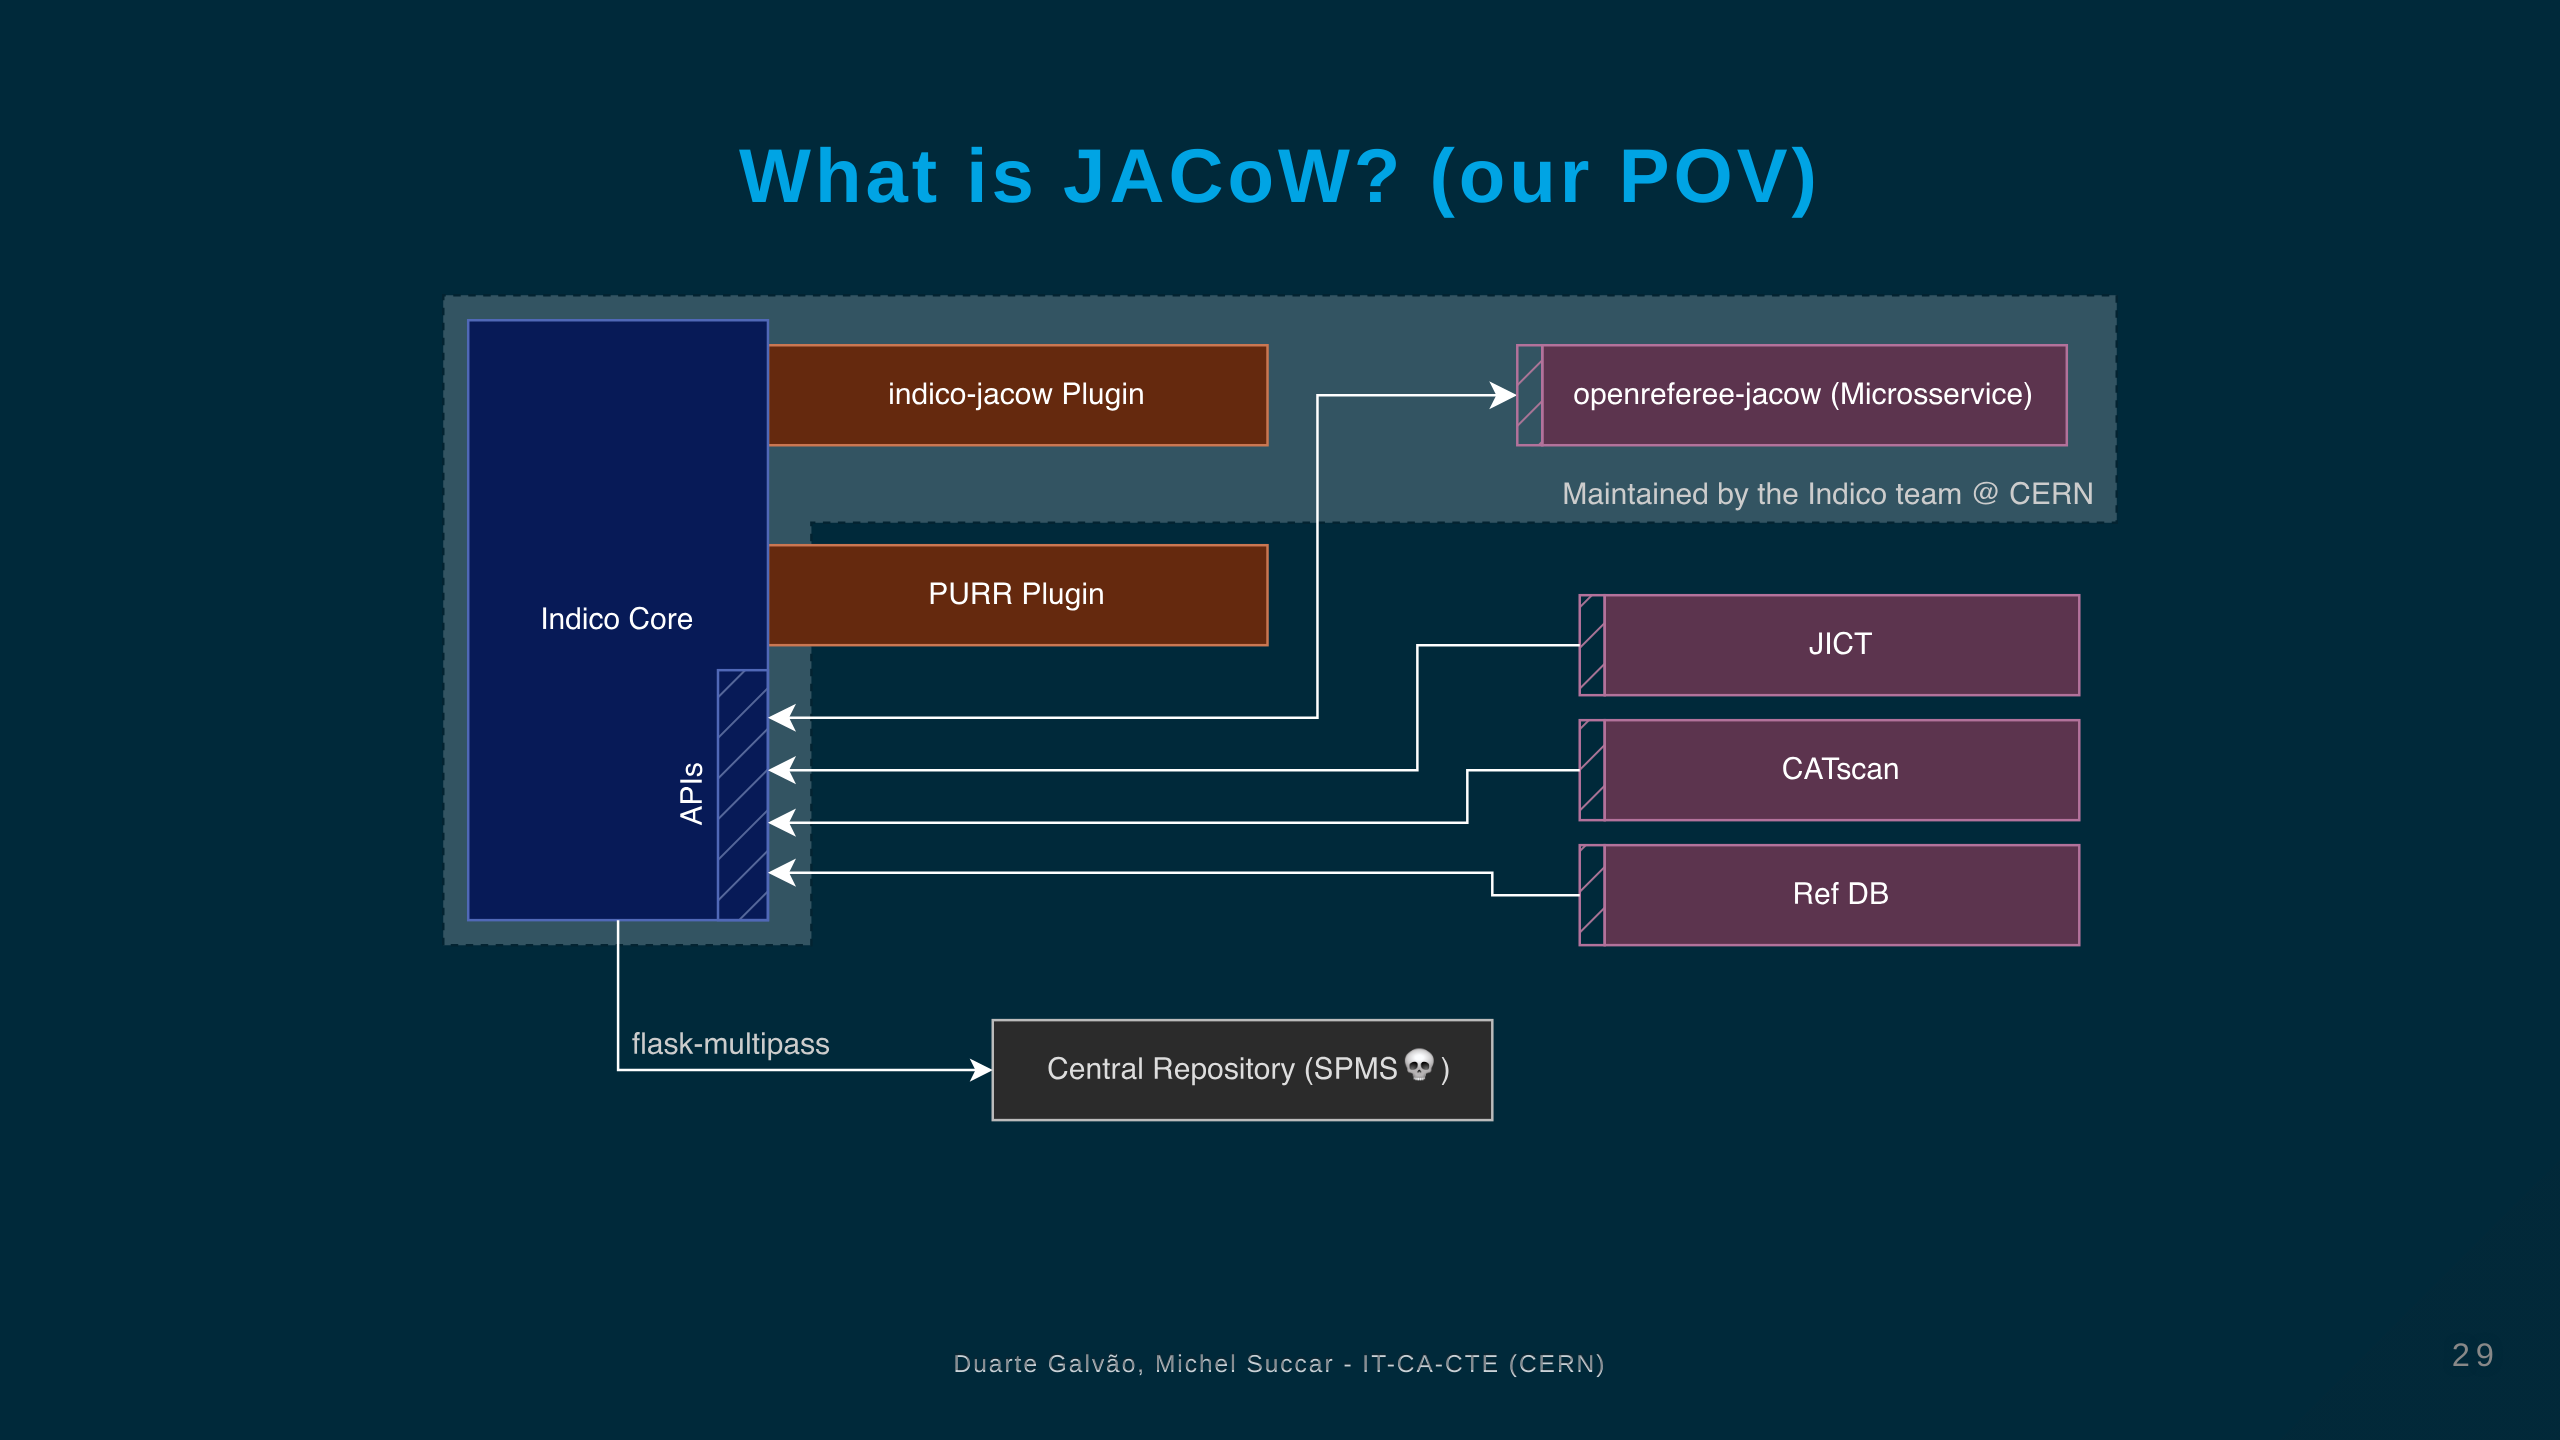 What is JACoW? (our POV)
indico-jacow Plugin
openreferee-jacow (Microsservice)
Maintained by the Indico team @ CERN
PURR Plugin
Indico Core
JICT
APIs
CATscan
Ref DB
flask-multipass
Central Repository (SPMS💀)
Duarte Galvão, Michel Succar - IT-CA-CTE (CERN)
29